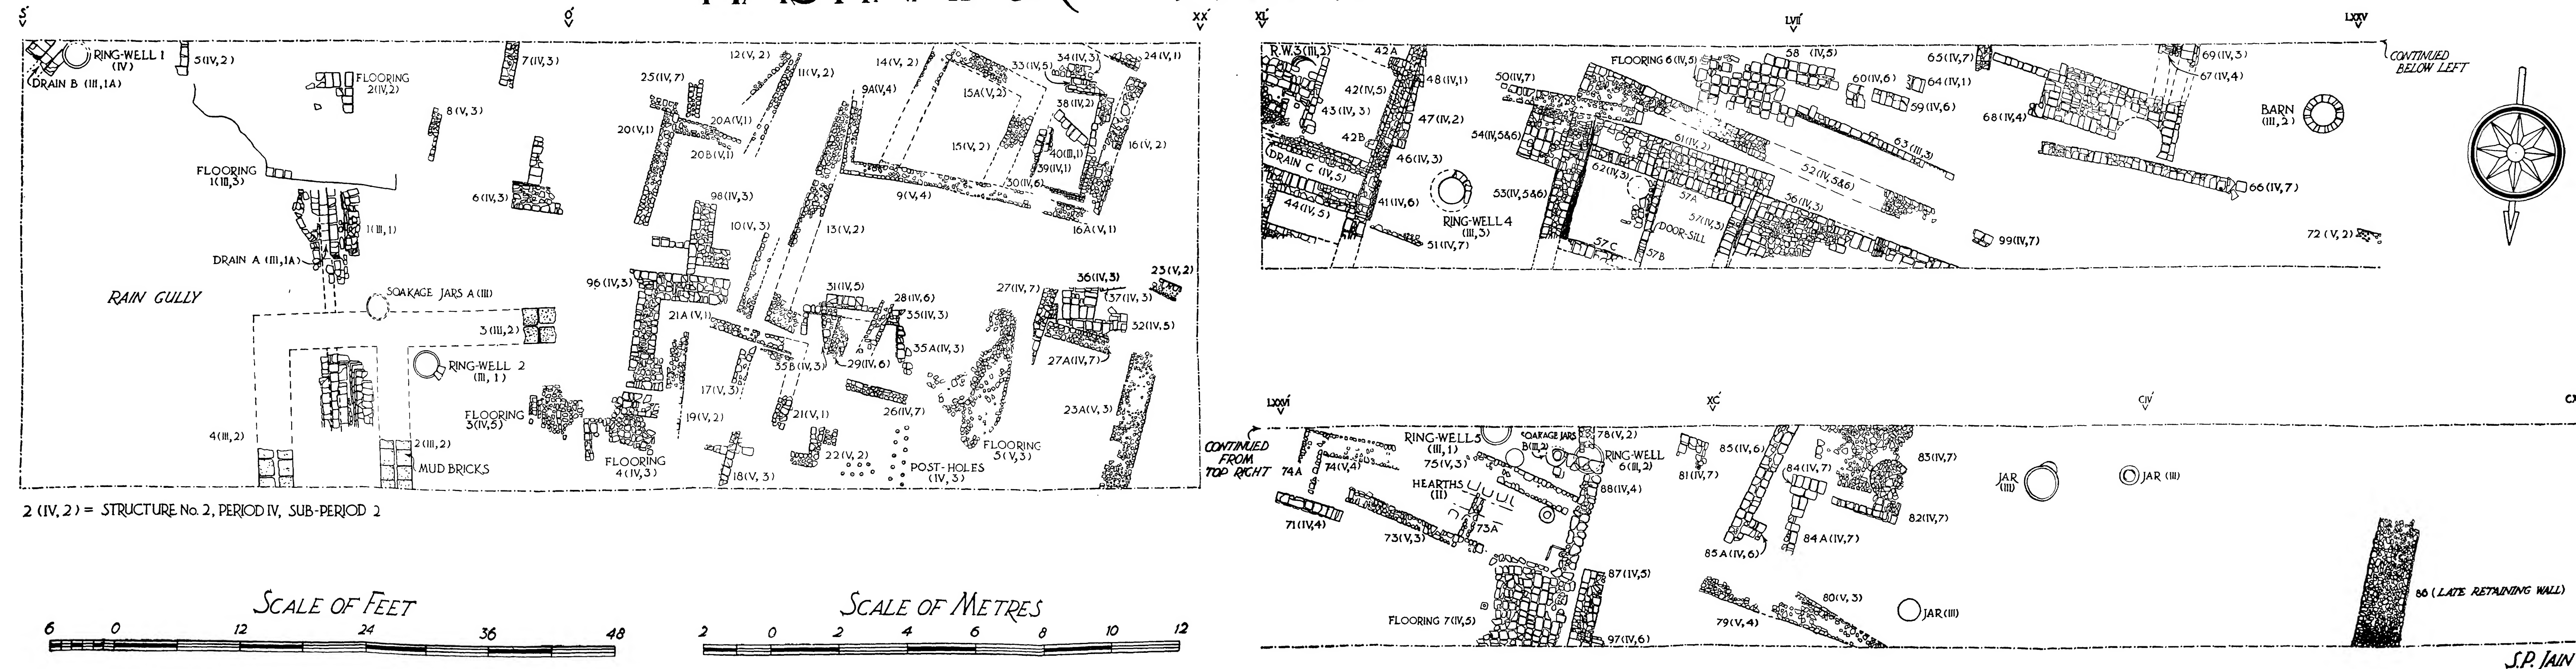 S'
O'
XX'
XL'
LVII'
LXXV
RING-WELL 1
(IV)
DRAIN B (III,1A)
5(IV,2)
FLOORING
2(IV,2)
7(IV,3)
8(V,3)
FLOORING
1(III,3)
6(IV,3)
1(III,1)
DRAIN A (III,1A)
RAIN GULLY
SOAKAGE JARS A(III)
3(III,2)
RING-WELL 2
(III,1)
FLOORING
3(IV,5)
4(III,2)
2(III,2)
MUD BRICKS
12(V,2)
11(V,2)
25(IV,7)
20(V,1)
20A(V,1)
20B(V,1)
14(V,2)
9A(V,4)
15A(V,2)
33(IV,5)
34(IV,3)
24(V,1)
38(IV,2)
15(V,2)
40(III,1)
39(IV,1)
16(V,2)
30(IV,6)
9(V,4)
16A(V,1)
98(IV,3)
10(V,3)
13(V,2)
96(IV,3)
31(IV,5)
28(IV,6)
35(IV,3)
27(IV,7)
36(IV,3)
23(V,2)
37(IV,3)
32(IV,5)
21A(V,1)
35A(IV,3)
35B(IV,3)
29(IV,6)
27A(IV,7)
17(V,3)
19(V,2)
21(V,1)
26(IV,7)
23A(V,3)
FLOORING
4(IV,3)
18(V,3)
22(V,2)
POST-HOLES
(IV,3)
FLOORING
5(V,3)
R.W.3(III,2)
42A
48(IV,1)
42(IV,5)
43(IV,3)
47(IV,2)
42B
46(IV,3)
DRAIN C (IV,5)
44(IV,5)
41(IV,6)
51(IV,7)
RING-WELL 4
(III,3)
50(IV,7)
FLOORING 6(IV,5)
58 (IV,5)
60(IV,6)
64(IV,1)
59(IV,6)
65(IV,7)
69(IV,3)
67(IV,4)
68(IV,4)
CONTINUED
BELOW LEFT
BARN
(III,2)
54(IV,5&6)
61(IV,2)
63(III,3)
62(IV,3)
52(IV,5&6)
53(IV,5&6)
57A
57(IV,3)
56(IV,3)
DOOR-SILL
57C
57B
66(IV,7)
99(IV,7)
72(V,2)
2 (IV,2) = STRUCTURE No. 2, PERIOD IV, SUB-PERIOD 2
LXXVI'
XC'
CIV'
CONTINUED
FROM
TOP RIGHT
74A
74(V,4)
RING-WELL 5
(III,1)
75(V,3)
SOAKAGE JARS
B(III,2)
78(V,2)
RING-WELL
6(III,2)
HEARTHS
(II)
88(IV,4)
71(IV,4)
73(V,3)
73A
81(IV,7)
85(IV,6)
84(IV,7)
83(IV,7)
82(IV,7)
85A(IV,6)
84A(IV,7)
JAR
(III)
JAR (III)
87(IV,5)
FLOORING 7(IV,5)
97(IV,6)
80(V,3)
79(V,4)
JAR(III)
86 (LATE RETAINING WALL)
SCALE OF FEET
6 0 12 24 36 48
SCALE OF METRES
2 0 2 4 6 8 10 12
S.P. JAIN